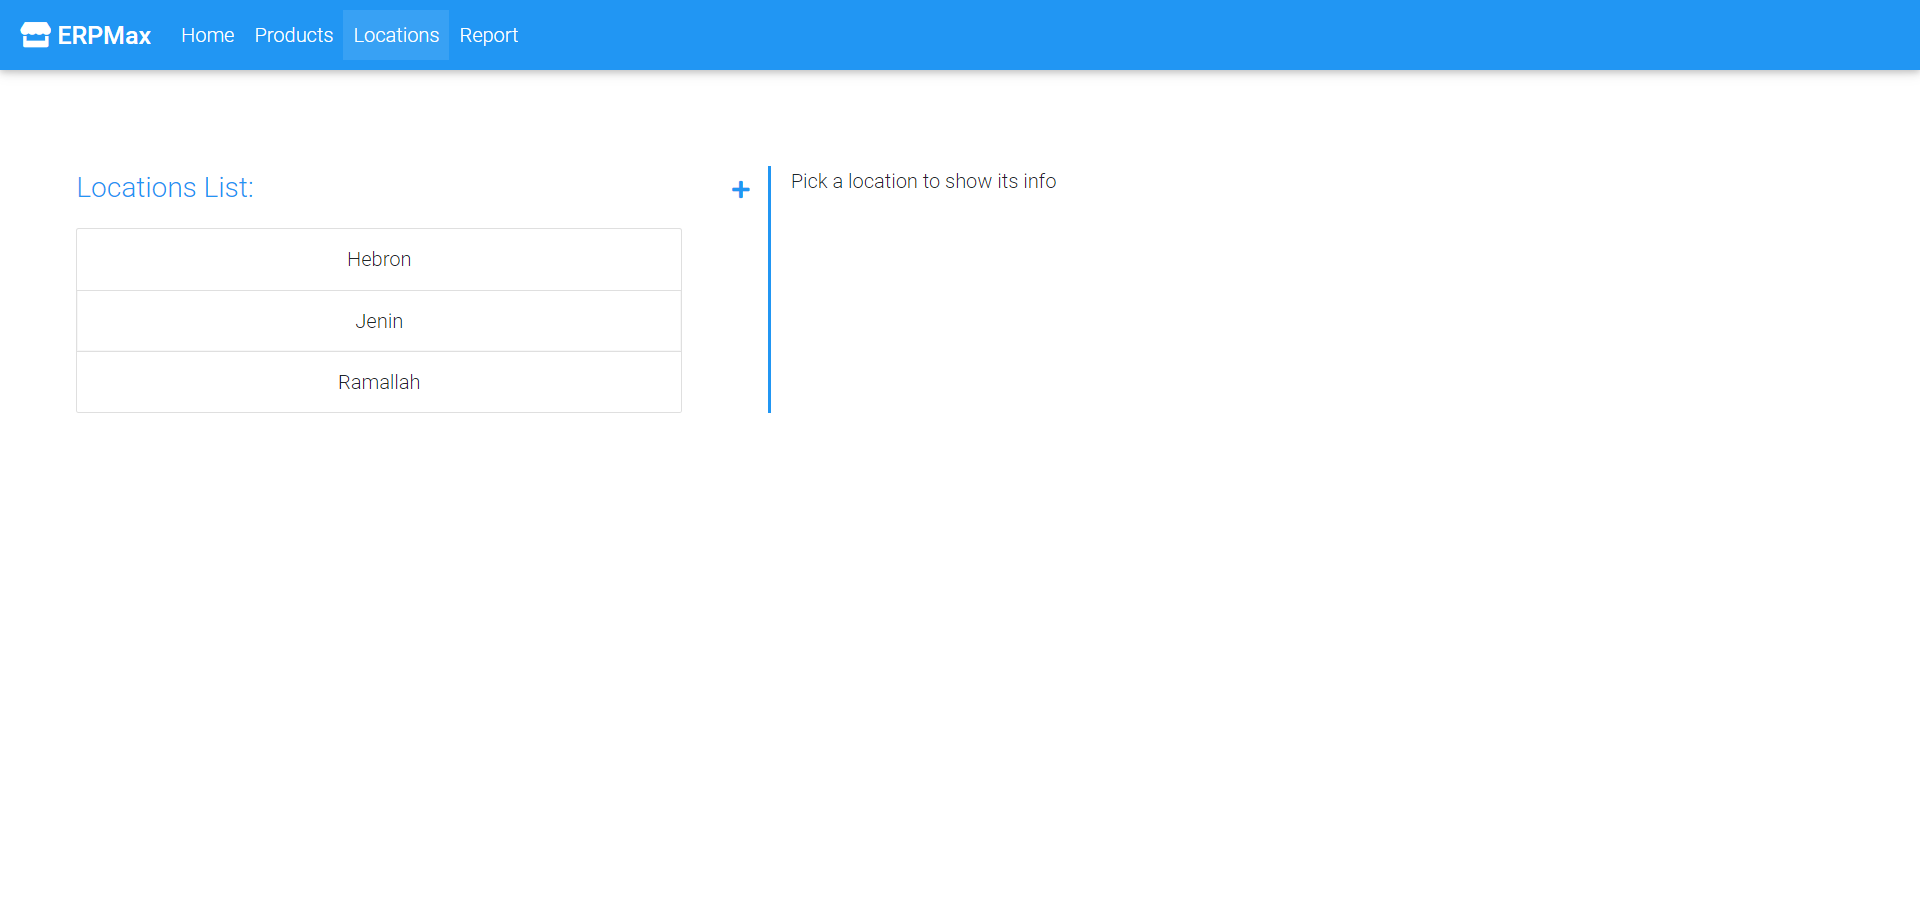 ERPMax Home Products Locations Report
Locations List:
Hebron
Jenin
Ramallah
Pick a location to show its info